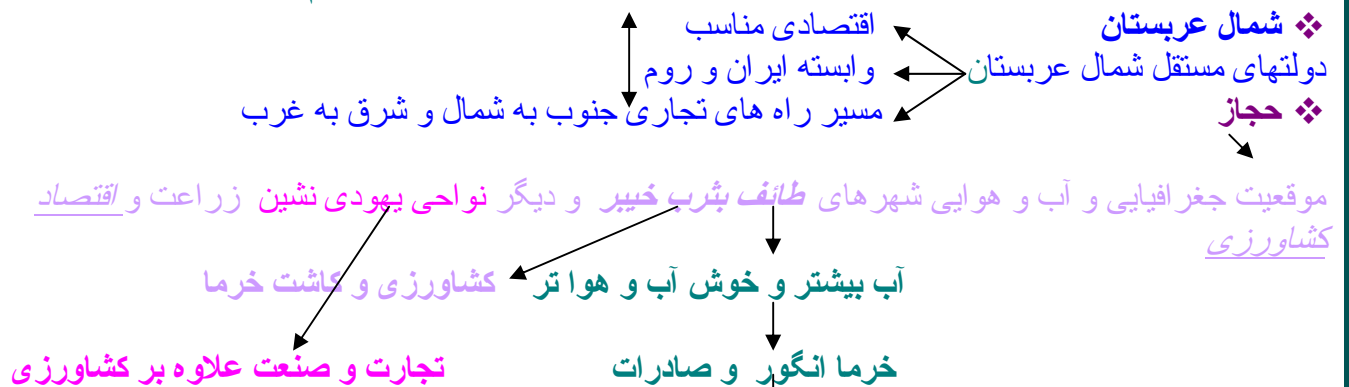 ❖ شمال عربستان اقتصادی مناسب
دولتهای مستقل شمال عربستان وابسته ایران و روم
❖ حجاز مسیر راه های تجاری جنوب به شمال و شرق به غرب
موقعیت جغرافیایی و آب و هوایی شهرهای طائف یثرب خیبر و دیگر نواحی یهودی نشین زراعت و اقتصاد
کشاورزی
آب بیشتر و خوش آب و هوا تر کشاورزی و کاشت خرما
خرما انگور و صادرات تجارت و صنعت علاوه بر کشاورزی